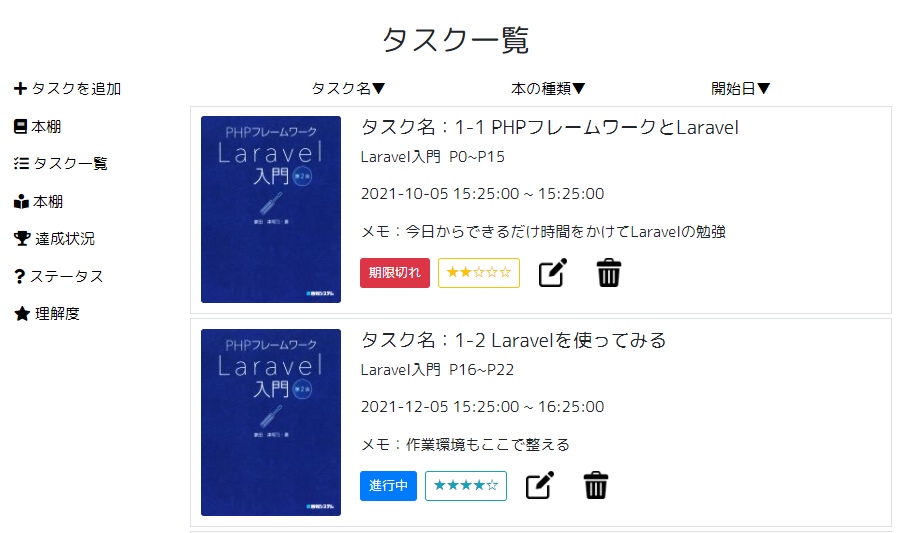 タスク一覧
タスクを追加
本棚
タスク一覧
本棚
達成状況
ステータス
理解度
タスク名▼ 本の種類▼ 開始日▼
PHPフレームワーク
Laravel
入門 第2版
タスク名：1-1 PHPフレームワークとLaravel
Laravel入門 P0~P15
2021-10-05 15:25:00 ~ 15:25:00
メモ：今日からできるだけ時間をかけてLaravelの勉強
期限切れ ★★☆☆☆
PHPフレームワーク
Laravel
入門 第2版
タスク名：1-2 Laravelを使ってみる
Laravel入門 P16~P22
2021-12-05 15:25:00 ~ 16:25:00
メモ：作業環境もここで整える
進行中 ★★★★☆